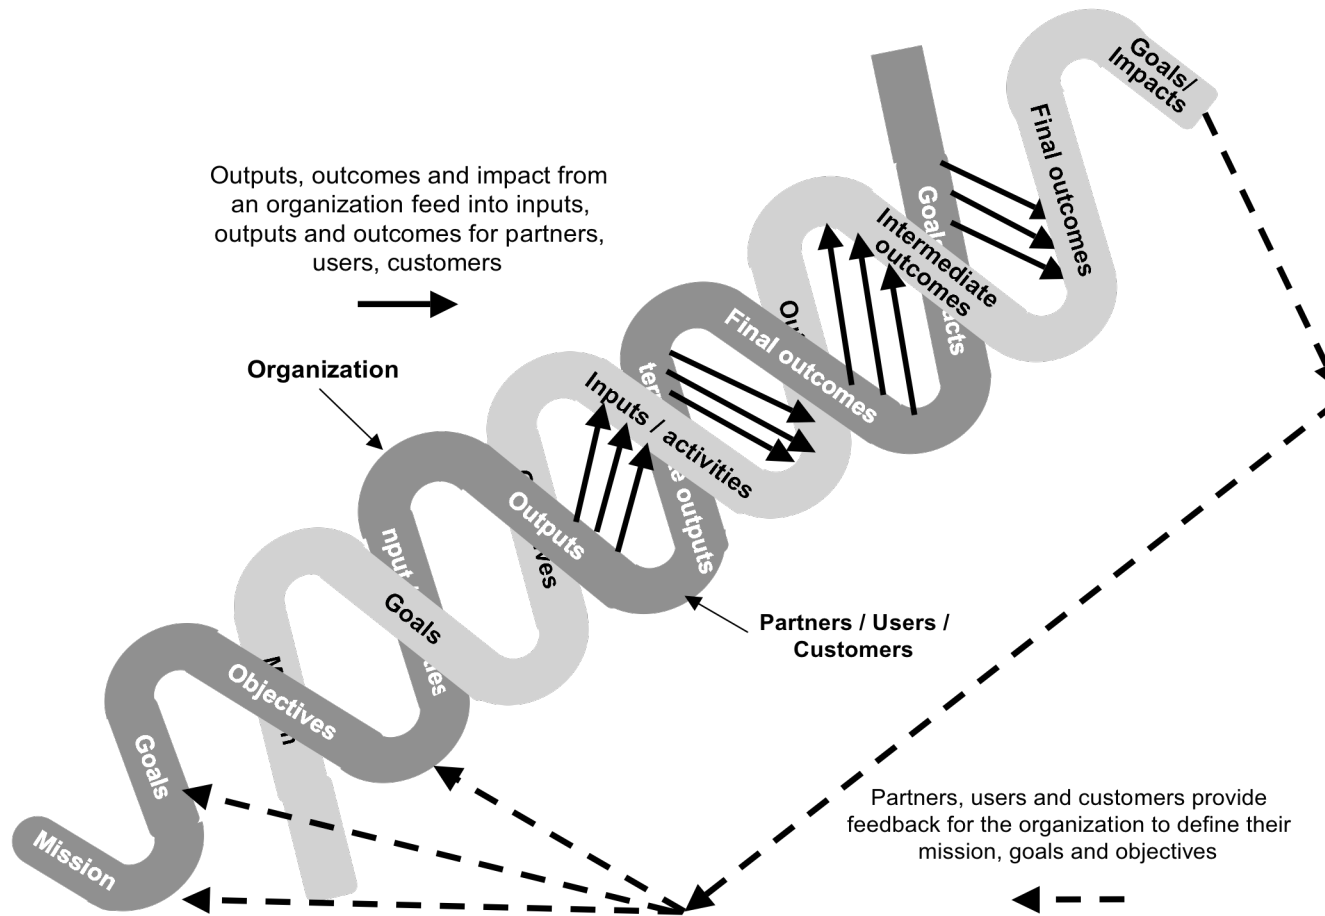 Goals/
Impacts
Final outcomes
Outputs, outcomes and impact from
an organization feed into inputs,
outputs and outcomes for partners,
users, customers
Intermediate
outcomes
Final outcomes
Organization
Inputs / activities
Outputs
Goals
Partners / Users /
Customers
Objectives
Goals
Mission
Partners, users and customers provide
feedback for the organization to define their
mission, goals and objectives